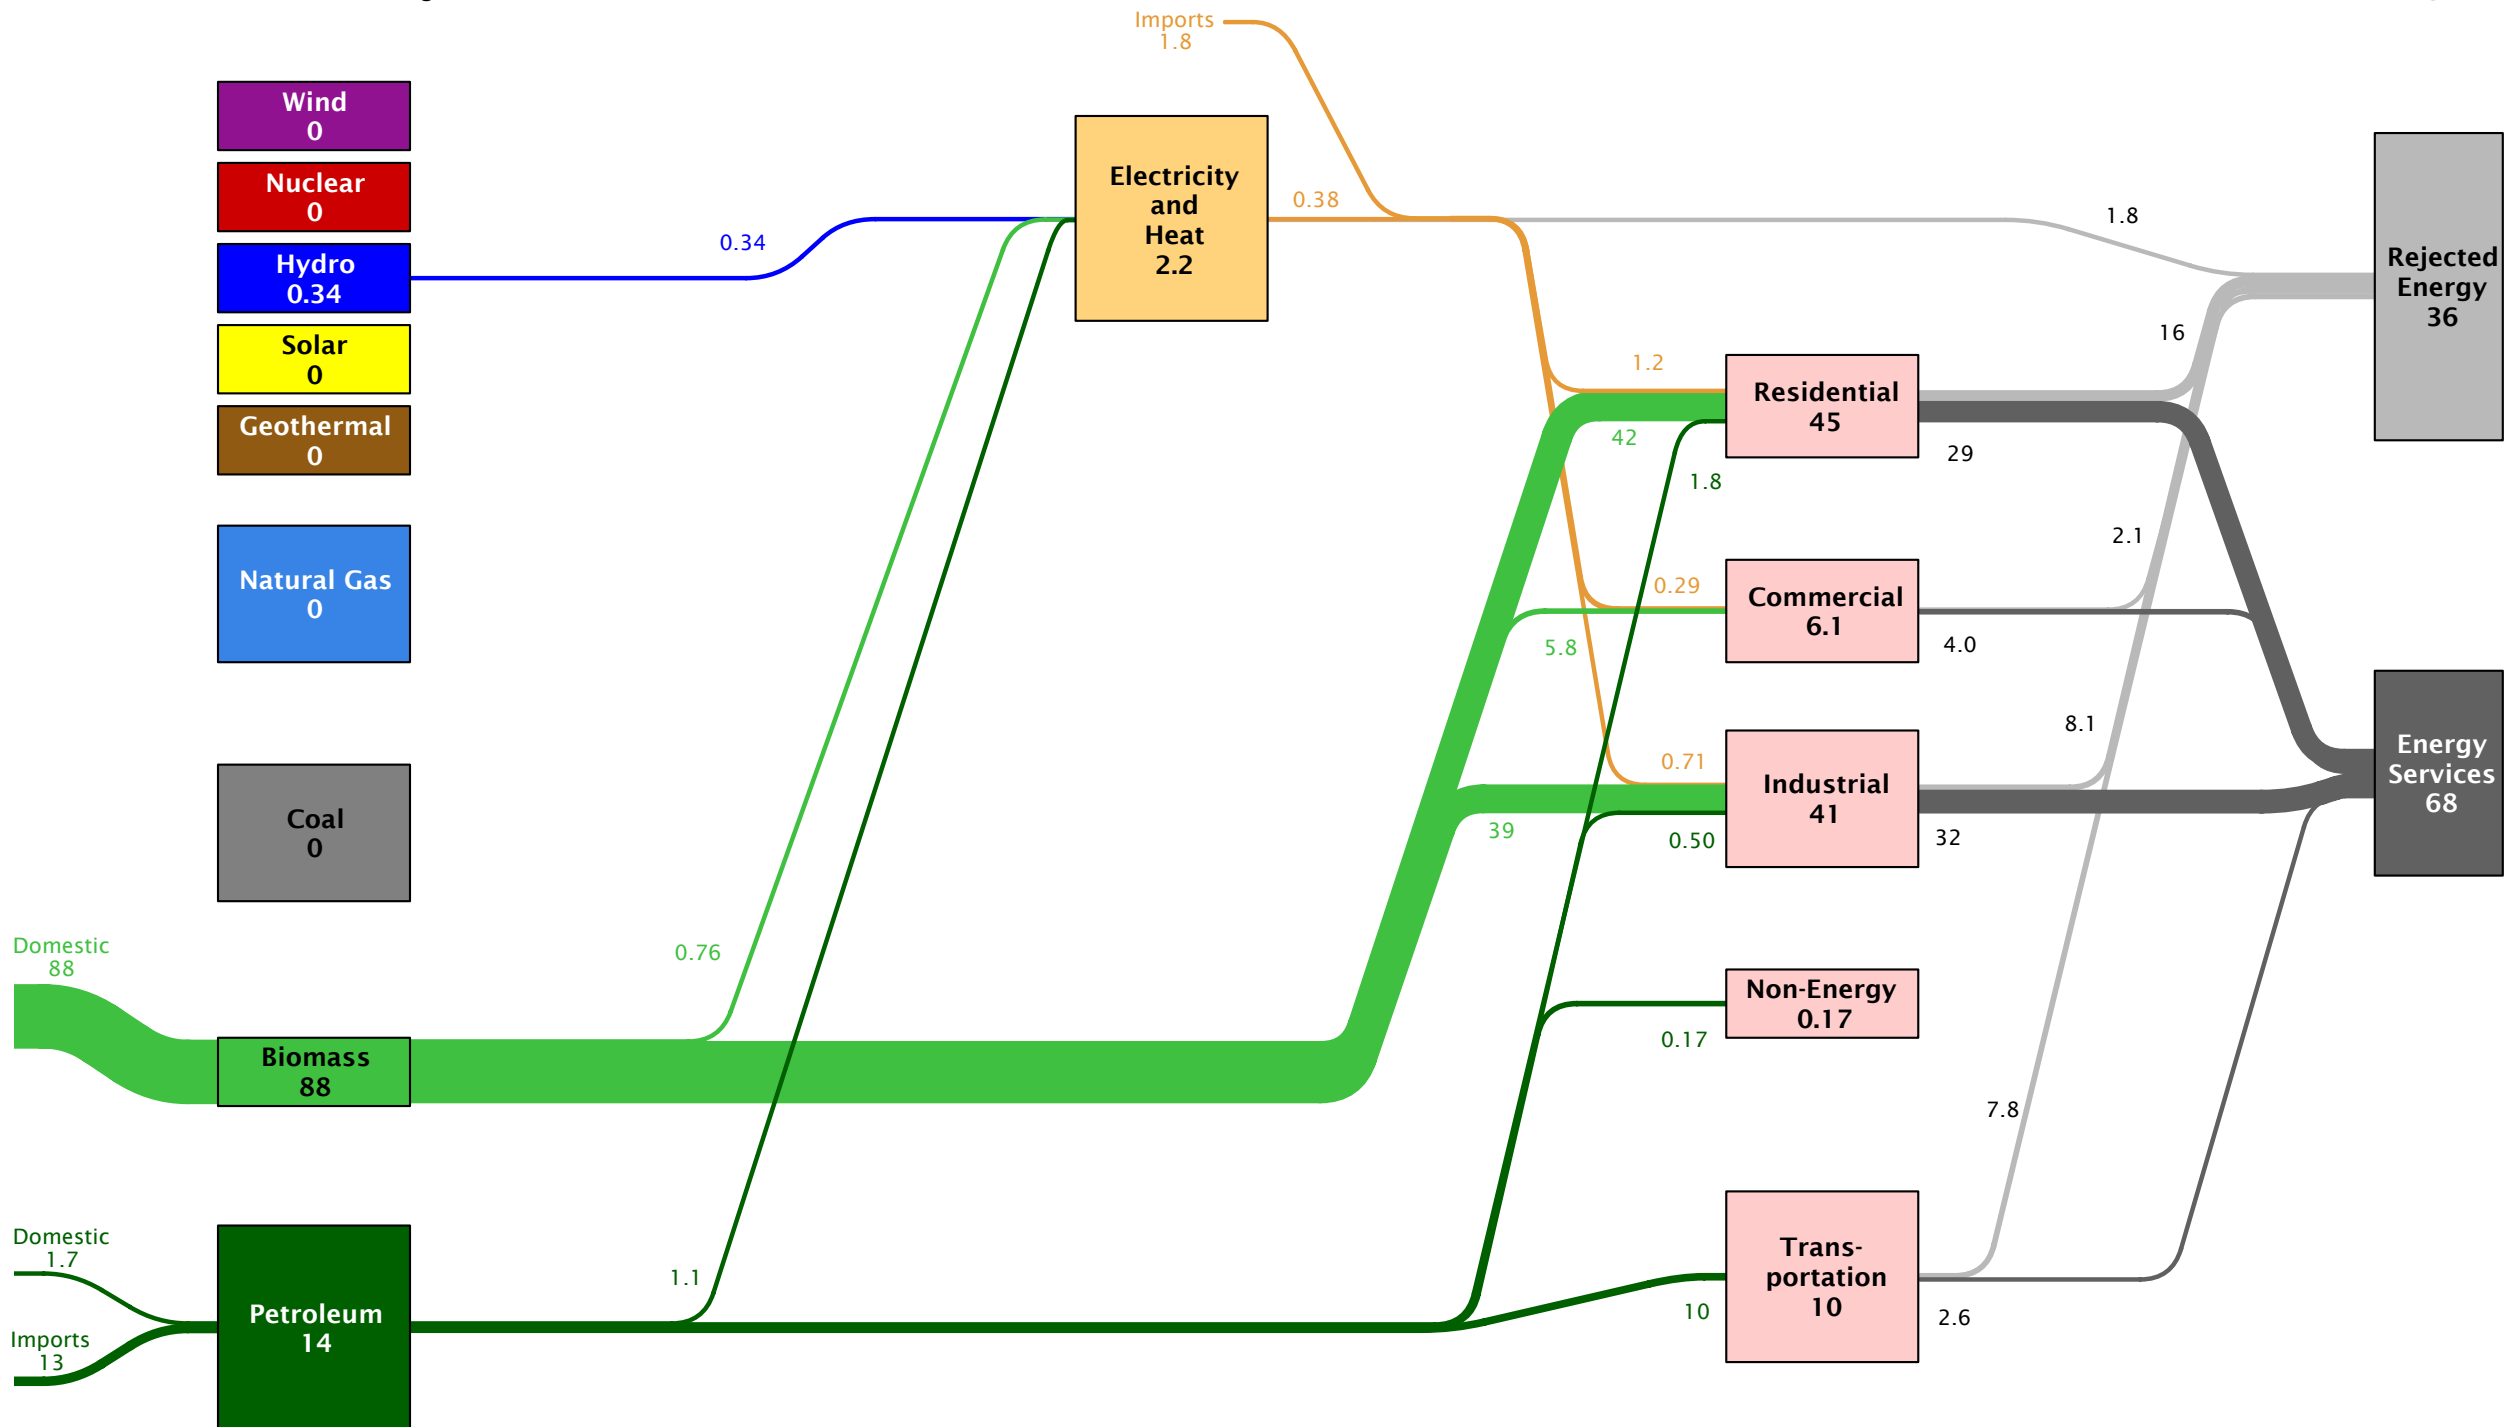 Imports
1.8
Wind
0
Nuclear
0
Hydro
0.34
Solar
0
Geothermal
0
Natural Gas
0
Coal
0
Domestic
88
Biomass
88
Domestic
1.7
Imports
13
Petroleum
14
0.34
0.76
1.1
Electricity
and
Heat
2.2
0.38
1.2
42
1.8
0.29
5.8
0.71
39
0.50
0.17
10
Residential
45
Commercial
6.1
Industrial
41
Non-Energy
0.17
Trans-
portation
10
1.8
16
29
2.1
4.0
8.1
32
7.8
2.6
Rejected
Energy
36
Energy
Services
68